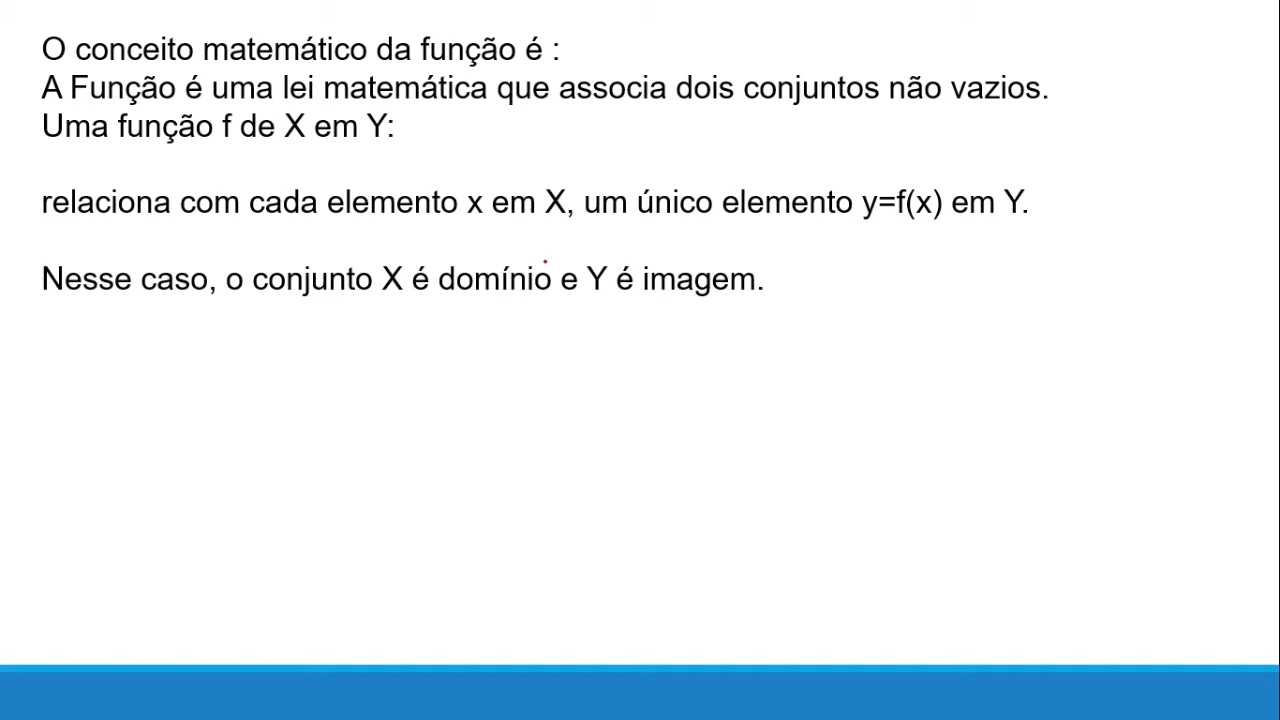 O conceito matemático da função é :
A Função é uma lei matemática que associa dois conjuntos não vazios.
Uma função f de X em Y:
relaciona com cada elemento x em X, um único elemento y=f(x) em Y.
Nesse caso, o conjunto X é domínio e Y é imagem.